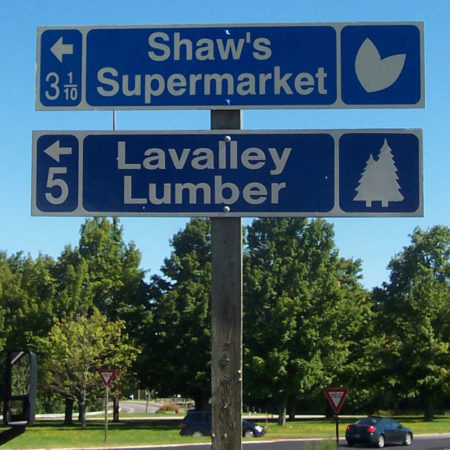 Shaw's
Supermarket
3 1/10
Lavalley
Lumber
5